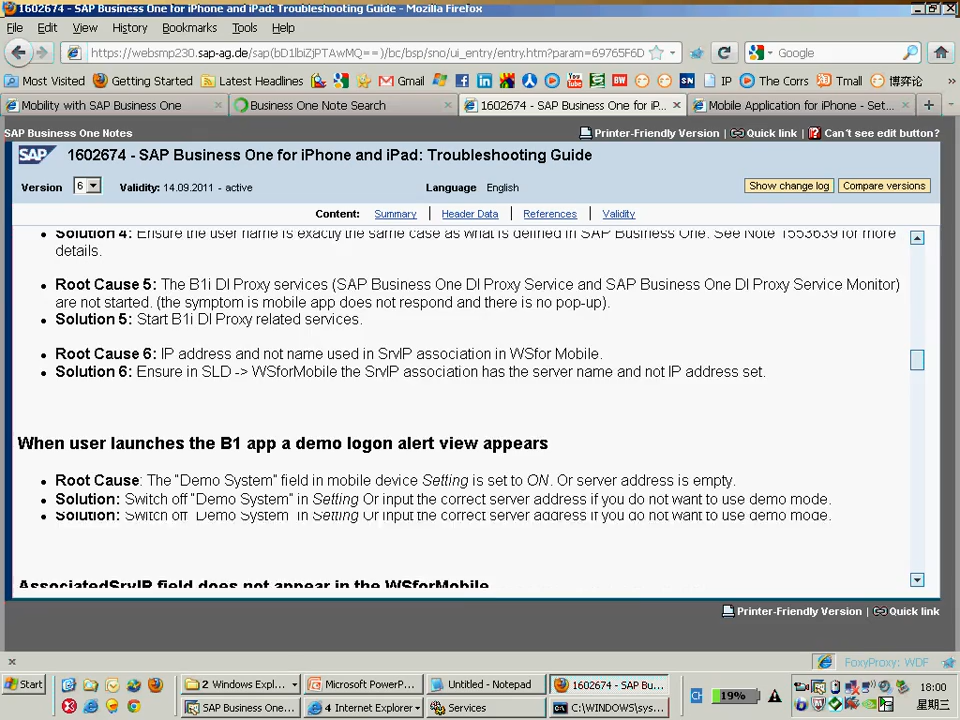 1602674 - SAP Business One for iPhone and iPad: Troubleshooting Guide - Mozilla Firefox
File Edit View History Bookmarks Tools Help
https://websmp230.sap-ag.de/sap(bD1lbiZjPTAwMQ==)/bc/bsp/sno/ui_entry/entry.htm?param=69765F6D
Google
Most Visited Getting Started Latest Headlines Gmail IP The Corrs Tmall 博弈论 »
Mobility with SAP Business One Business One Note Search 1602674 - SAP Business One for iP... Mobile Application for iPhone - Set...
SAP Business One Notes Printer-Friendly Version | Quick link | Can't see edit button?
SAP 1602674 - SAP Business One for iPhone and iPad: Troubleshooting Guide
Version 6 Validity: 14.09.2011 - active Language English Show change log Compare versions
Content: Summary | Header Data | References | Validity
Solution 4: Ensure the user name is exactly the same case as what is defined in SAP Business One. See Note 1553639 for more
details.
Root Cause 5: The B1i DI Proxy services (SAP Business One DI Proxy Service and SAP Business One DI Proxy Service Monitor)
are not started. (the symptom is mobile app does not respond and there is no pop-up).
Solution 5: Start B1i DI Proxy related services.
Root Cause 6: IP address and not name used in SrvIP association in WSfor Mobile.
Solution 6: Ensure in SLD -> WSforMobile the SrvIP association has the server name and not IP address set.
When user launches the B1 app a demo logon alert view appears
Root Cause: The "Demo System" field in mobile device Setting is set to ON. Or server address is empty.
Solution: Switch off "Demo System" in Setting Or input the correct server address if you do not want to use demo mode.
Solution: Switch off "Demo System" in Setting Or input the correct server address if you do not want to use demo mode.
AssociatedSrvIP field does not appear in the WSforMobile
Printer-Friendly Version | Quick link
FoxyProxy: WDF
Start 2 Windows Expl... Microsoft PowerP... Untitled - Notepad 1602674 - SAP Bu... 19% 18:00
SAP Business One... 4 Internet Explorer Services C:\WINDOWS\sys... 星期三